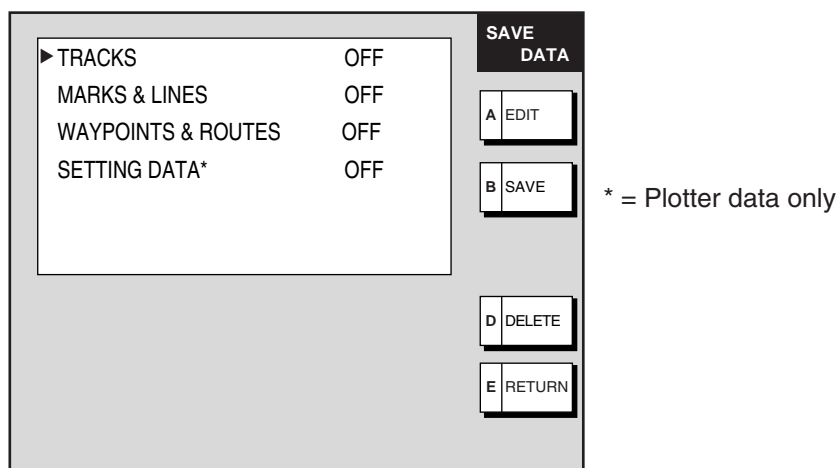 ▶TRACKS OFF
MARKS & LINES OFF
WAYPOINTS & ROUTES OFF
SETTING DATA* OFF
SAVE
DATA
A EDIT
B SAVE
D DELETE
E RETURN
* = Plotter data only